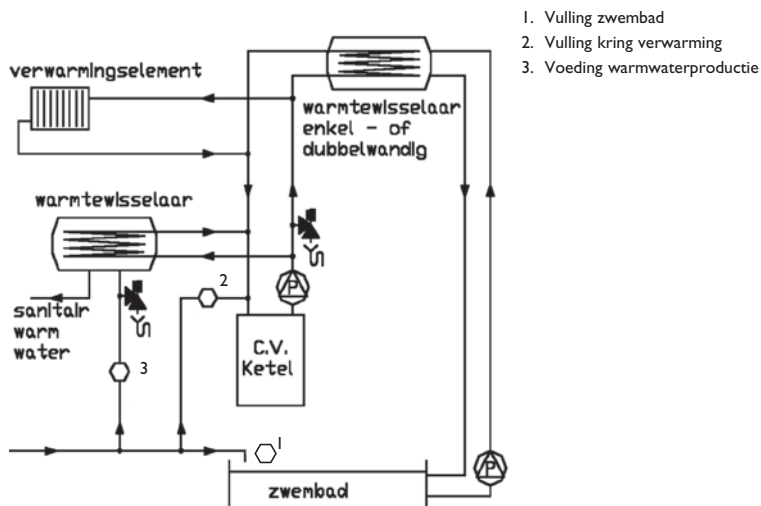 1. Vulling zwembad
2. Vulling kring verwarming
3. Voeding warmwaterproductie
verwarmingselement
warmtewisselaar
enkel - of
dubbelwandig
warmtewisselaar
2
P
sanitair
warm
water
C.V.
Ketel
3
1
P
zwembad